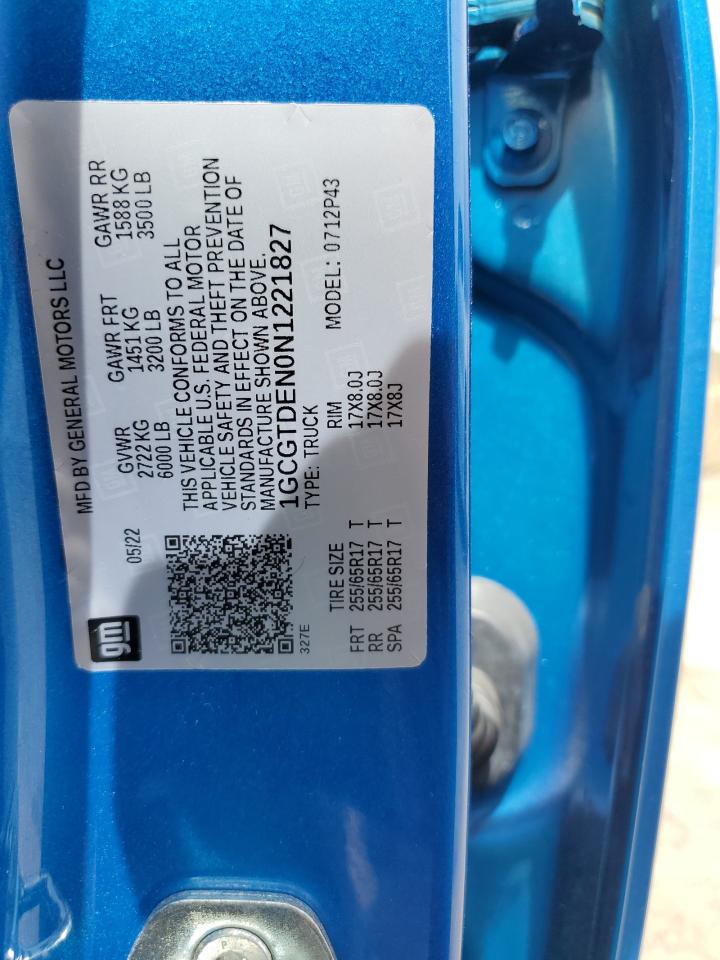 gm
MFD BY GENERAL MOTORS LLC
05/22
GVWR GAWR FRT GAWR RR
2722 KG 1451 KG 1588 KG
6000 LB 3200 LB 3500 LB
THIS VEHICLE CONFORMS TO ALL
APPLICABLE U.S. FEDERAL MOTOR
VEHICLE SAFETY AND THEFT PREVENTION
STANDARDS IN EFFECT ON THE DATE OF
MANUFACTURE SHOWN ABOVE.
1GCGTDEN0N1221827
TYPE: TRUCK MODEL: 0712P43
327E
TIRE SIZE RIM
FRT 255/65R17 T 17X8.0J
RR 255/65R17 T 17X8.0J
SPA 255/65R17 T 17X8J